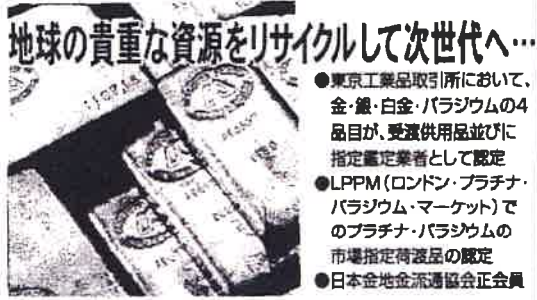 地球の貴重な資源をリサイクルして次世代へ…
●東京工業品取引所において、
金・銀・白金・パラジウムの4
品目が、受渡供用品並びに
指定鑑定業者として認定
●LPPM(ロンドン・プラチナ・
パラジウム・マーケット)で
のプラチナ・パラジウムの
市場指定荷渡品の認定
●日本金地金流通協会正会員